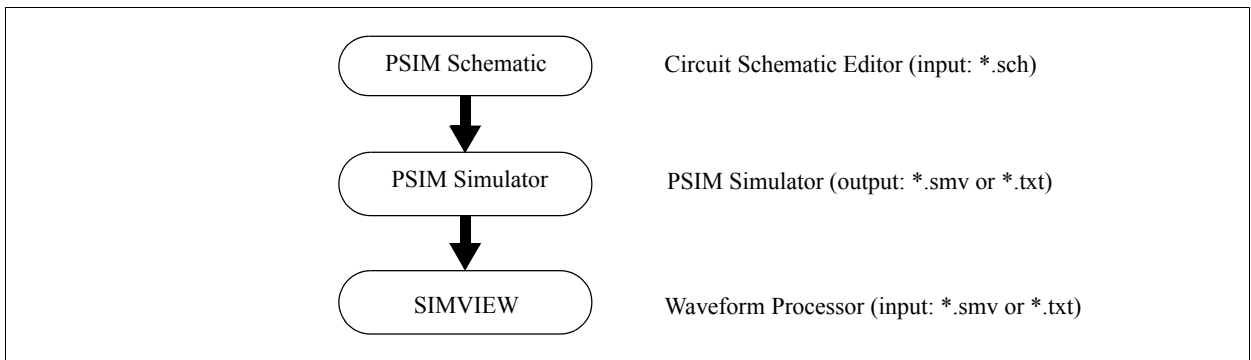 PSIM Schematic
Circuit Schematic Editor (input: *.sch)
PSIM Simulator
PSIM Simulator (output: *.smv or *.txt)
SIMVIEW
Waveform Processor (input: *.smv or *.txt)